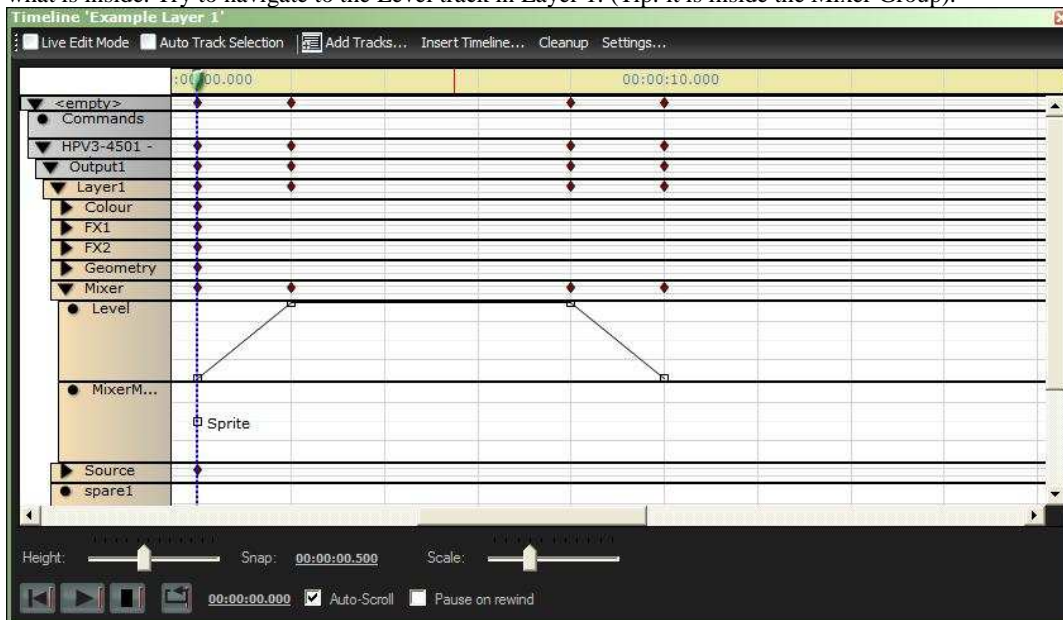 what is inside. Try to navigate to the Level track in Layer 1. (Tip: it is inside the Mixer Group).
Timeline 'Example Layer 1'
Live Edit Mode Auto Track Selection Add Tracks... Insert Timeline... Cleanup Settings...
00:00:10.000
<empty>
Commands
HPV3-4501 -
Output1
Layer1
Colour
FX1
FX2
Geometry
Mixer
Level
MixerM...
Sprite
Source
spare1
Height: Snap: 00:00:00.500 Scale:
00:00:00.000 Auto-Scroll Pause on rewind